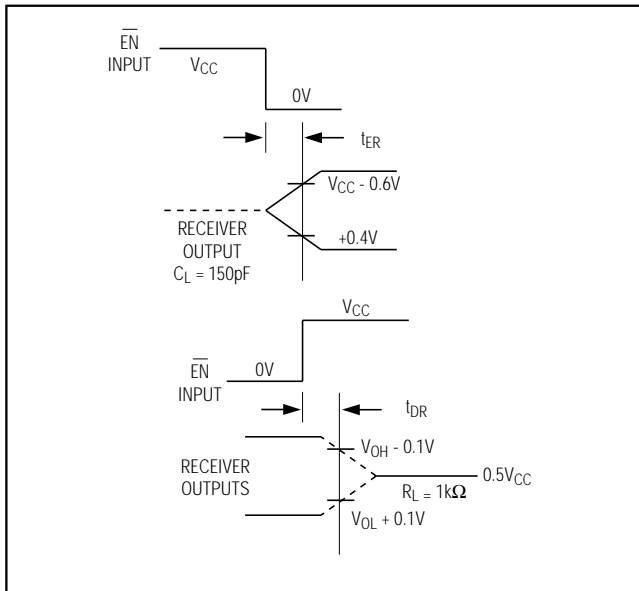 EN
INPUT
VCC
0V
tER
VCC - 0.6V
RECEIVER
OUTPUT
CL = 150pF
+0.4V
VCC
EN
INPUT
0V
tDR
VOH - 0.1V
RECEIVER
OUTPUTS
0.5VCC
RL = 1kΩ
VOL + 0.1V